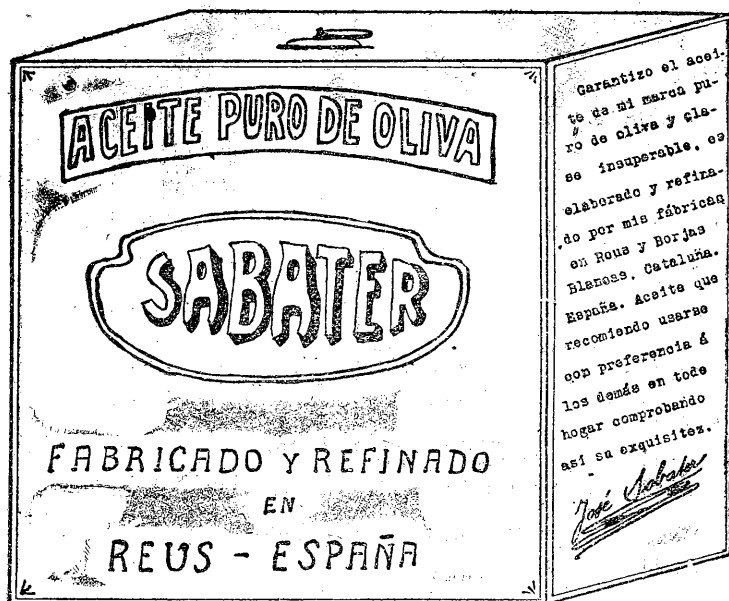 ACEITE PURO DE OLIVA
SABATER
FABRICADO Y REFINADO
EN
REUS - ESPAÑA
Garantizo el acei-
te de mi marca pu-
ro de oliva y cla-
se insuperable, es
elaborado y refina-
do por mis fábricas
en Reus y Borjas
Blancas. Cataluña.
España. Aceite que
recomiendo usarse
con preferencia á
los demás en todo
hogar comprobando
así su exquisitez.
José Sabater